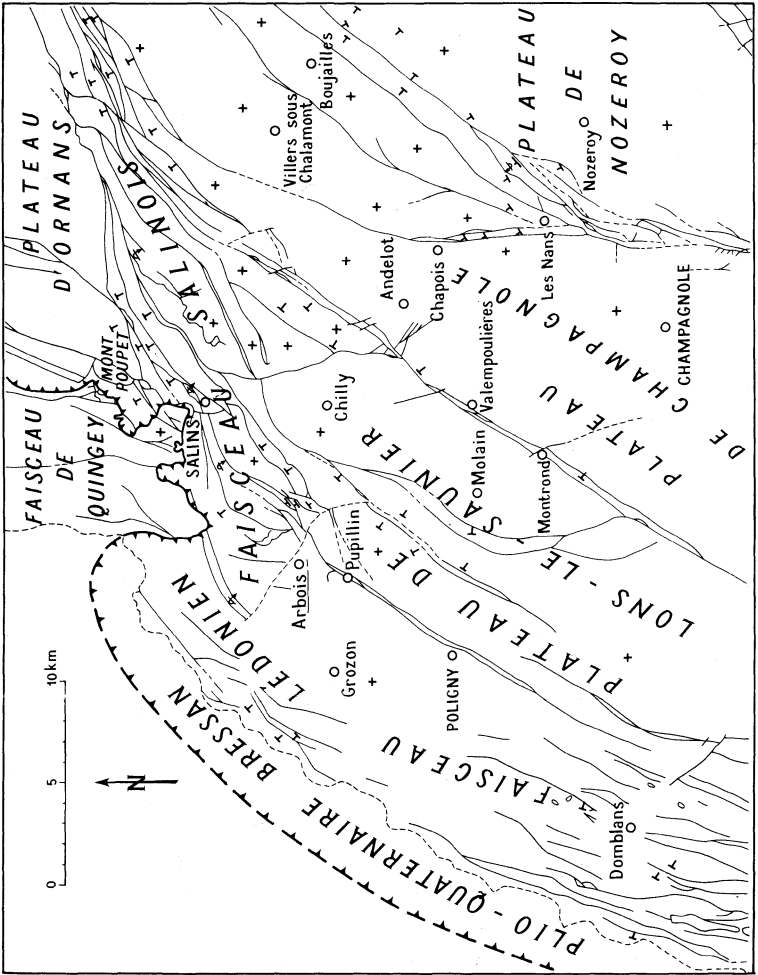 PLATEAU
D'ORNANS
PLATEAU
DE
NOZEROY
Boujailles
Villers sous
Chalamont
Nozeroy
FAISCEAU
SALINOIS
MONT
POUPET
FAISCEAU
DE
QUINGEY
SALINS
Andelot
Chapois
Les Nans
CHAMPAGNOLE
Valempoulières
Chilly
Molain
Montrond
PLATEAU
DE CHAMPAGNOLE
PLATEAU DE
LONS-LE
SAUNIER
Pupillin
Arbois
Grozon
POLIGNY
FAISCEAU
LEDONIEN
PLIO-QUATERNAIRE BRESSAN
Domblans
0 5 10 km
N